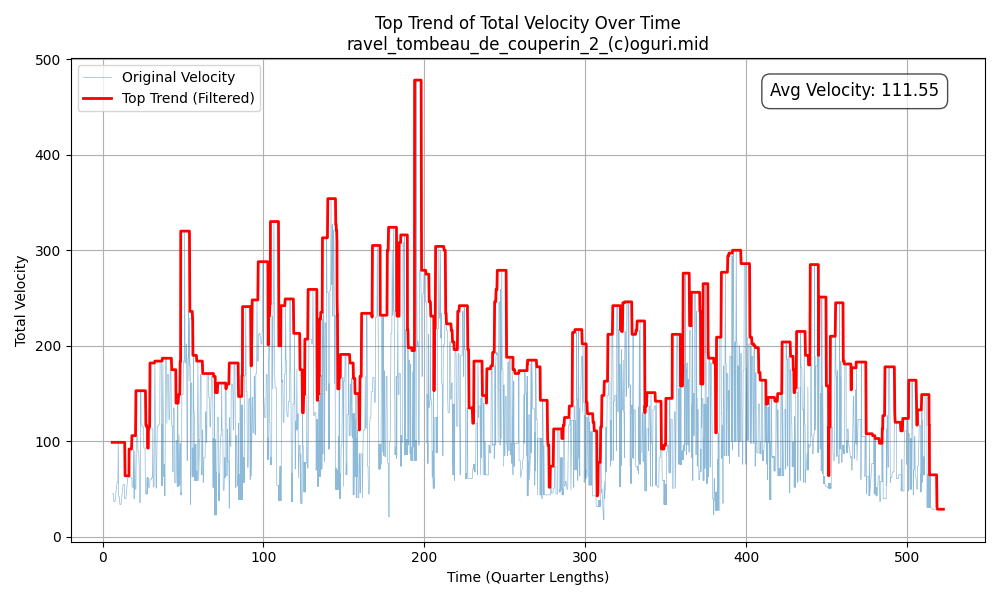 Top Trend of Total Velocity Over Time
ravel_tombeau_de_couperin_2_(c)oguri.mid
Original Velocity
Top Trend (Filtered)
Avg Velocity: 111.55
500
400
300
200
100
0
Total Velocity
0 100 200 300 400 500
Time (Quarter Lengths)